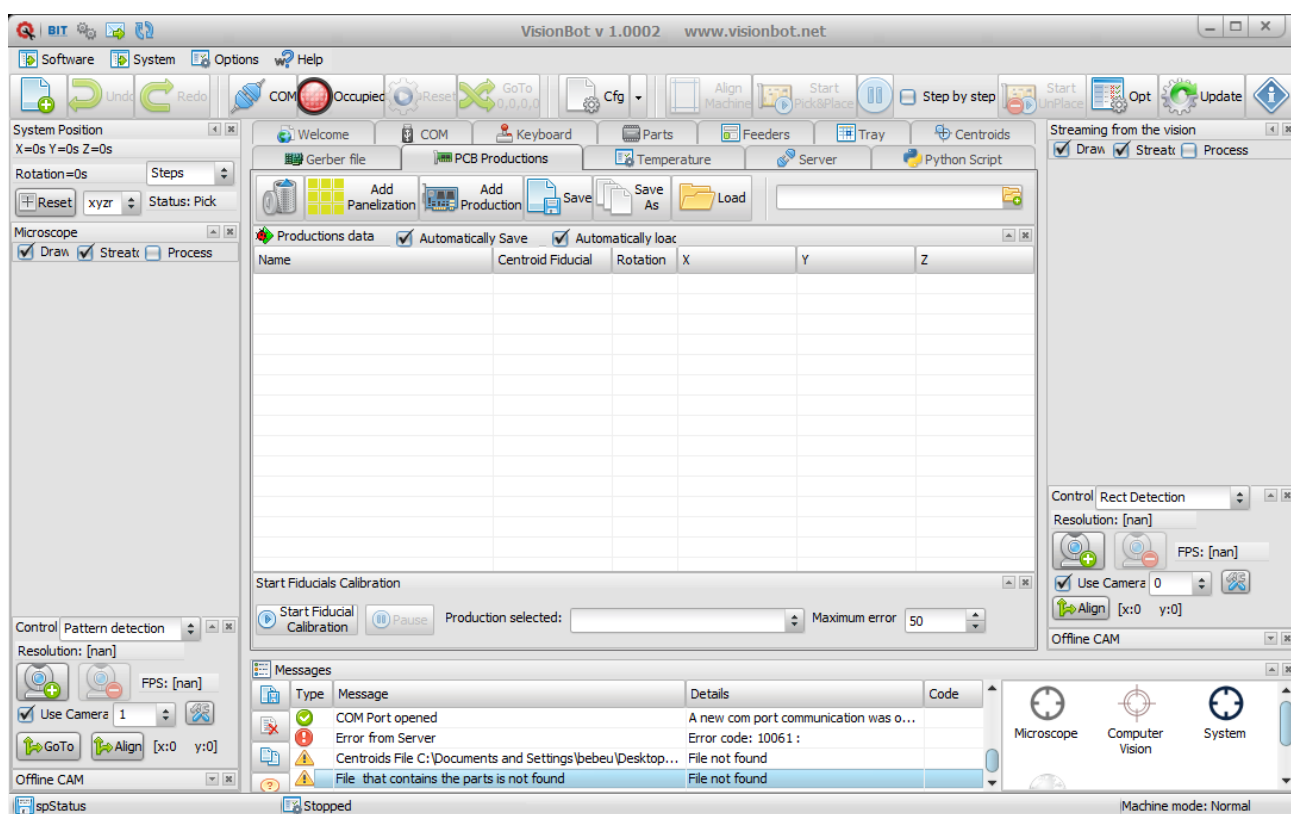 BIT
VisionBot v 1.0002 www.visionbot.net
Software System Options Help
Undo Redo COM Occupied Reset GoTo 0,0,0,0 Cfg Align Machine Start Pick&Place Step by step Start UnPlace Opt Update
System Position
X=0s Y=0s Z=0s
Rotation=0s Steps
Reset xyzr Status: Pick
Microscope
Draw Streatc Process
Control Pattern detection
Resolution: [nan]
FPS: [nan]
Use Camera 1
GoTo Align [x:0 y:0]
Offline CAM
Welcome COM Keyboard Parts Feeders Tray Centroids
Gerber file PCB Productions Temperature Server Python Script
Add Panelization Add Production Save Save As Load
Productions data Automatically Save Automatically loac
Name Centroid Fiducial Rotation X Y Z
Start Fiducials Calibration
Start Fiducial Calibration Pause Production selected: Maximum error 50
Messages
Type Message Details Code
COM Port opened A new com port communication was o...
Error from Server Error code: 10061 :
Centroids File C:\Documents and Settings\bebeu\Desktop... File not found
File that contains the parts is not found File not found
Streaming from the vision
Draw Streatc Process
Control Rect Detection
Resolution: [nan]
FPS: [nan]
Use Camera 0
Align [x:0 y:0]
Offline CAM
Microscope Computer Vision System
spStatus Stopped Machine mode: Normal